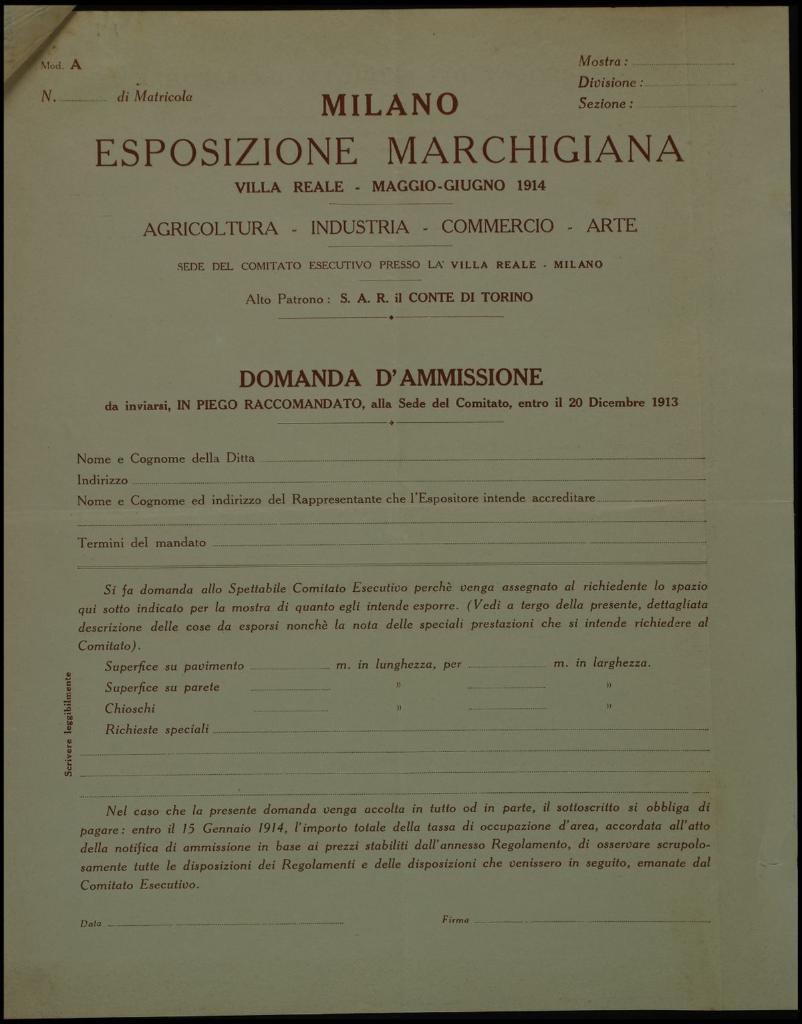 Mod. A
N. di Matricola
Mostra :
Divisione :
Sezione :
MILANO
ESPOSIZIONE MARCHIGIANA
VILLA REALE - MAGGIO-GIUGNO 1914
AGRICOLTURA - INDUSTRIA - COMMERCIO - ARTE
SEDE DEL COMITATO ESECUTIVO PRESSO LA' VILLA REALE - MILANO
Alto Patrono : S. A. R. il CONTE DI TORINO
DOMANDA D'AMMISSIONE
da inviarsi, IN PIEGO RACCOMANDATO, alla Sede del Comitato, entro il 20 Dicembre 1913
Nome e Cognome della Ditta
Indirizzo
Nome e Cognome ed indirizzo del Rappresentante che l'Espositore intende accreditare
Termini del mandato
Si fa domanda allo Spettabile Comitato Esecutivo perchè venga assegnato al richiedente lo spazio
qui sotto indicato per la mostra di quanto egli intende esporre. (Vedi a tergo della presente, dettagliata
descrizione delle cose da esporsi nonchè la nota delle speciali prestazioni che si intende richiedere al
Comitato).
Superfice su pavimento m. in lunghezza, per m. in larghezza.
Superfice su parete » »
Chioschi » »
Richieste speciali
Scrivere leggibilmente
Nel caso che la presente domanda venga accolta in tutto od in parte, il sottoscritto si obbliga di
pagare : entro il 15 Gennaio 1914, l'importo totale della tassa di occupazione d'area, accordata all'atto
della notifica di ammissione in base ai prezzi stabiliti dall'annesso Regolamento, di osservare scrupolo-
samente tutte le disposizioni dei Regolamenti e delle disposizioni che venissero in seguito, emanate dal
Comitato Esecutivo.
Data
Firma